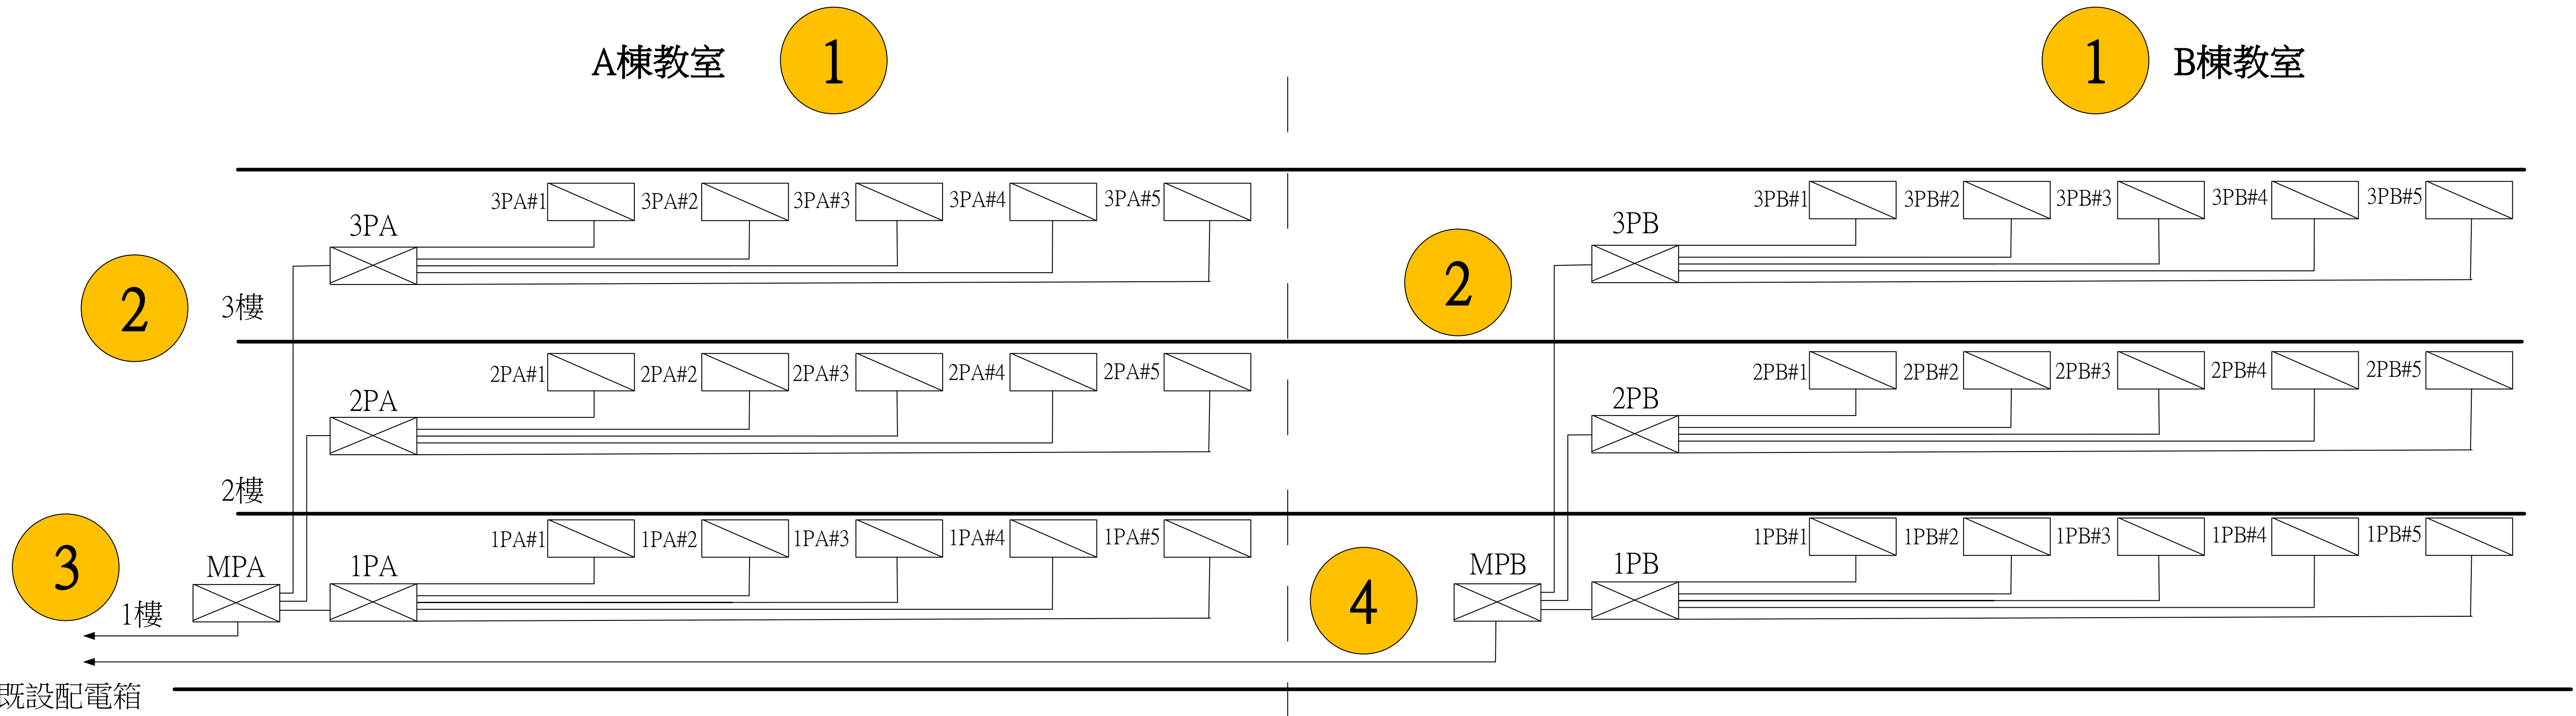 A棟教室 1
1 B棟教室
3PA#1 3PA#2 3PA#3 3PA#4 3PA#5
3PB#1 3PB#2 3PB#3 3PB#4 3PB#5
3PA
3PB
2
2
3樓
2PA#1 2PA#2 2PA#3 2PA#4 2PA#5
2PB#1 2PB#2 2PB#3 2PB#4 2PB#5
2PA
2PB
2樓
1PA#1 1PA#2 1PA#3 1PA#4 1PA#5
1PB#1 1PB#2 1PB#3 1PB#4 1PB#5
3
MPA
1PA
4
MPB
1PB
1樓
既設配電箱